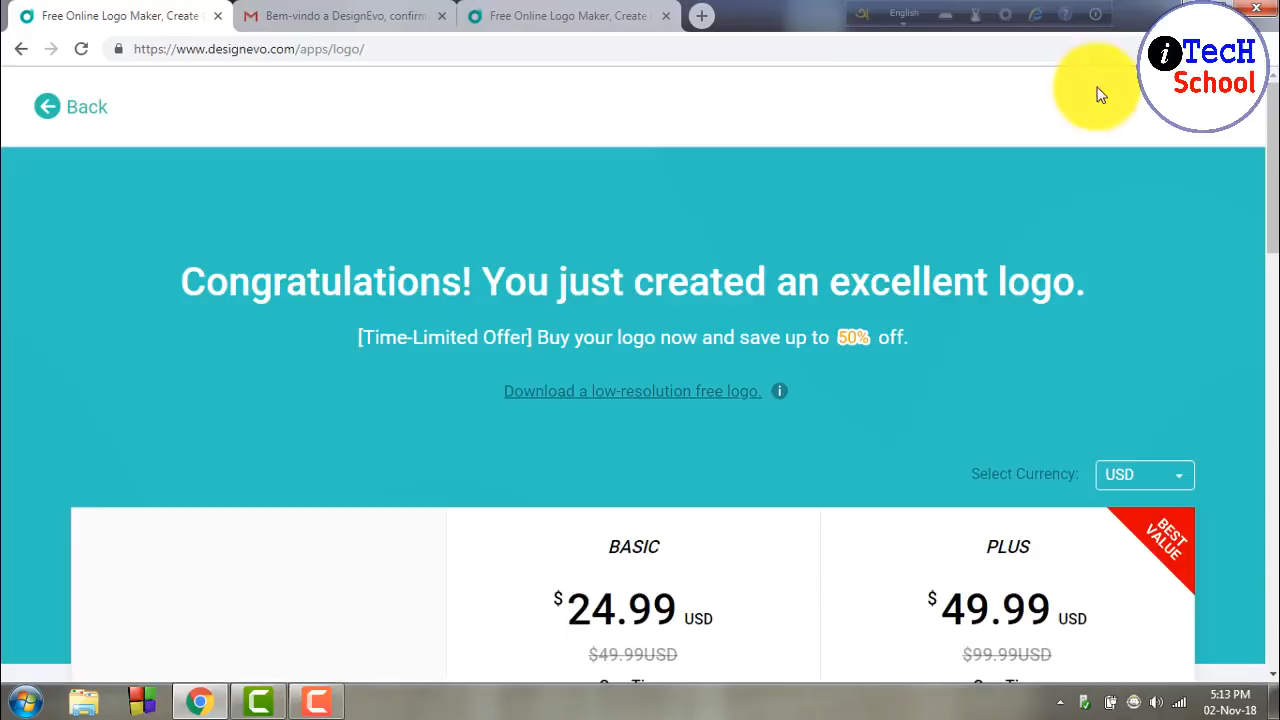 Free Online Logo Maker, Create
Bem-vindo a DesignEvo, confirm
Free Online Logo Maker, Create
English
https://www.designevo.com/apps/logo/
i TecH
School
Back
Congratulations! You just created an excellent logo.
[Time-Limited Offer] Buy your logo now and save up to 50% off.
Download a low-resolution free logo. i
Select Currency: USD
BEST
VALUE
BASIC
PLUS
$24.99 USD
$49.99 USD
$49.99USD
$99.99USD
5:13 PM
02-Nov-18